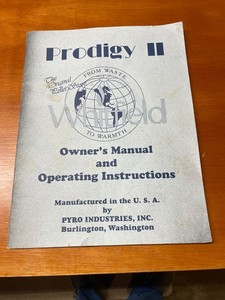 Prodigy II
The
Original
Pellet Stove
FROM WASTE
Whitfield
TO WARMTH
Owner's Manual
and
Operating Instructions
Manufactured in the U. S. A.
by
PYRO INDUSTRIES, INC.
Burlington, Washington